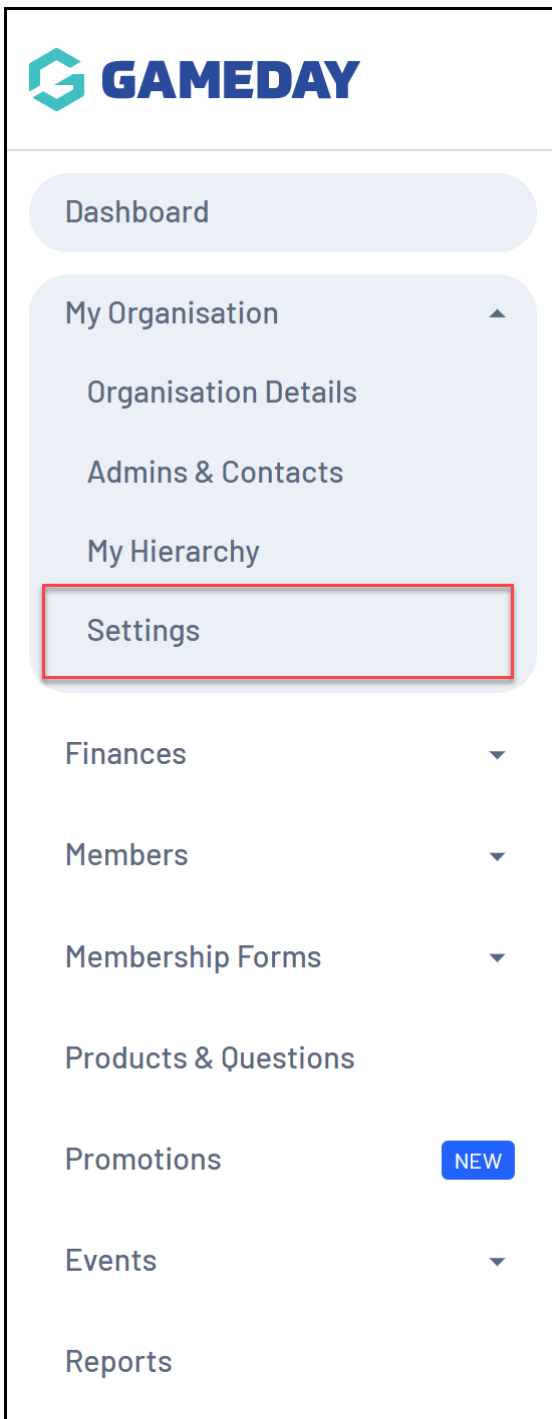 GAMEDAY
Dashboard
My Organisation
Organisation Details
Admins & Contacts
My Hierarchy
Settings
Finances
Members
Membership Forms
Products & Questions
Promotions NEW
Events
Reports